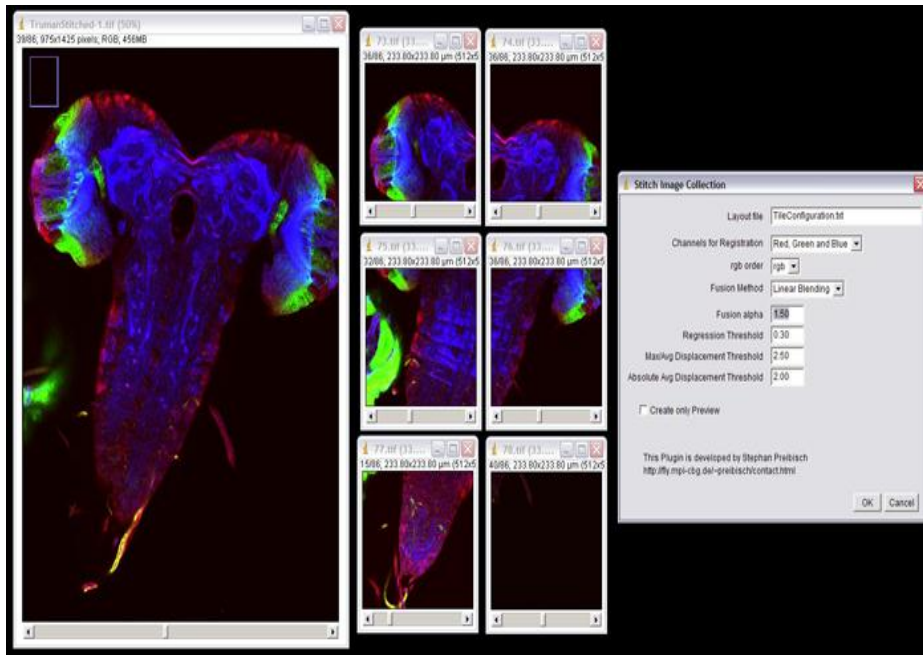 TrumanStitched-1.tif (50%)
39/86, 975x1425 pixels; RGB, 456MB
73.tif (33....
36/86, 233.80x233.80 µm (512x5
74.tif (33....
36/86, 233.80x233.80 µm (512x5
75.tif (33....
32/86, 233.80x233.80 µm (512x5
76.tif (33....
36/86, 233.80x233.80 µm (512x5
77.tif (33....
15/86, 233.80x233.80 µm (512x5
78.tif (33....
40/86, 233.80x233.80 µm (512x5
Stitch Image Collection
Layout file TileConfiguration.txt
Channels for Registration Red, Green and Blue
rgb order rgb
Fusion Method Linear Blending
Fusion alpha 1.50
Regression Threshold 0.30
Max/Avg Displacement Threshold 2.50
Absolute Avg Displacement Threshold 2.00
Create only Preview
This Plugin is developed by Stephan Preibisch
http://fly.mpi-cbg.de/~preibisch/contact.html
OK Cancel